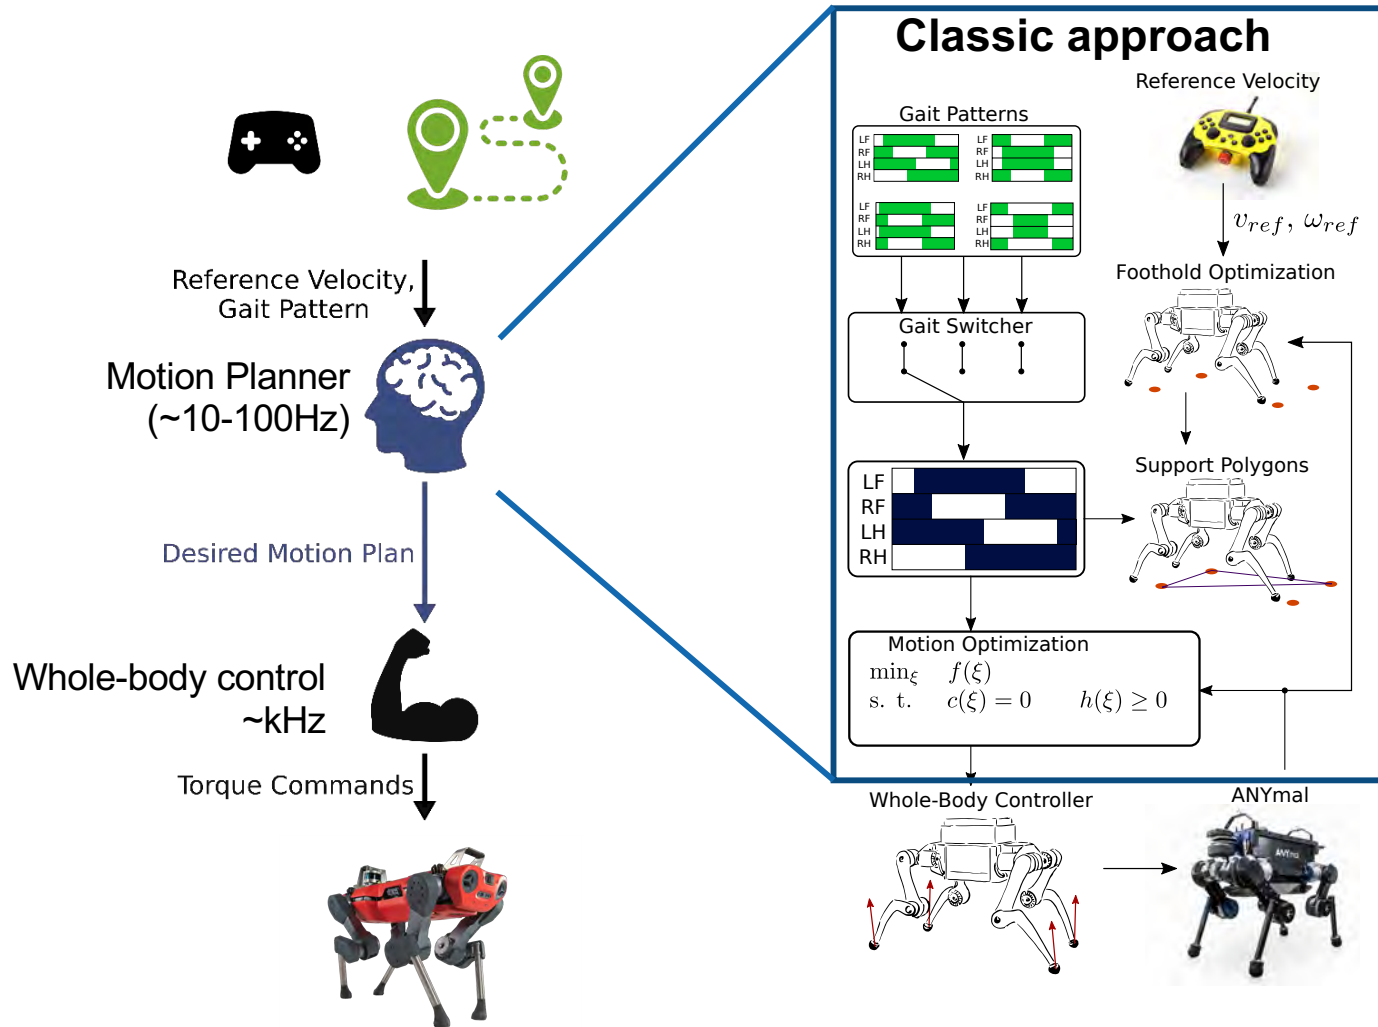 Classic approach
Reference Velocity,
Gait Pattern
Motion Planner
(~10-100Hz)
Desired Motion Plan
Whole-body control
~kHz
Torque Commands
Gait Patterns
LF
RF
LH
RH
LF
RF
LH
RH
LF
RF
LH
RH
LF
RF
LH
RH
Gait Switcher
LF
RF
LH
RH
Motion Optimization
min_ξ f(ξ)
s. t. c(ξ) = 0 h(ξ) ≥ 0
Reference Velocity
v_ref, ω_ref
Foothold Optimization
Support Polygons
Whole-Body Controller
ANYmal
ANYmal